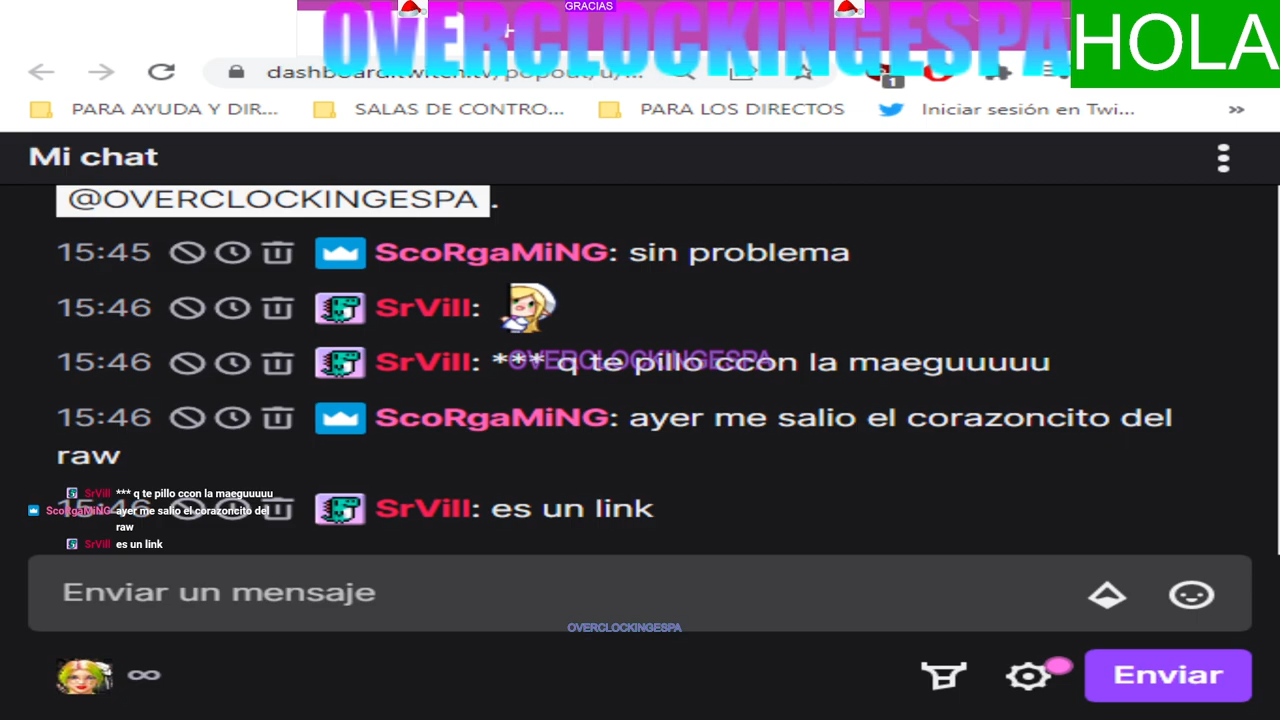 GRACIAS
OVERCLOCKINGESPA
HOLA
PARA AYUDA Y DIR...
SALAS DE CONTRO...
PARA LOS DIRECTOS
Iniciar sesión en Twi...
»
Mi chat
@OVERCLOCKINGESPA.
15:45 ScoRgaMiNG: sin problema
15:46 SrVill:
15:46 SrVill: *** q te pillo ccon la maeguuuuu
OVERCLOCKINGESPA
15:46 ScoRgaMiNG: ayer me salio el corazoncito del
raw
15:46 SrVill: es un link
SrVill *** q te pillo ccon la maeguuuuu
ScoRgaMiNG ayer me salio el corazoncito del
raw
SrVill es un link
Enviar un mensaje
OVERCLOCKINGESPA
∞
Enviar